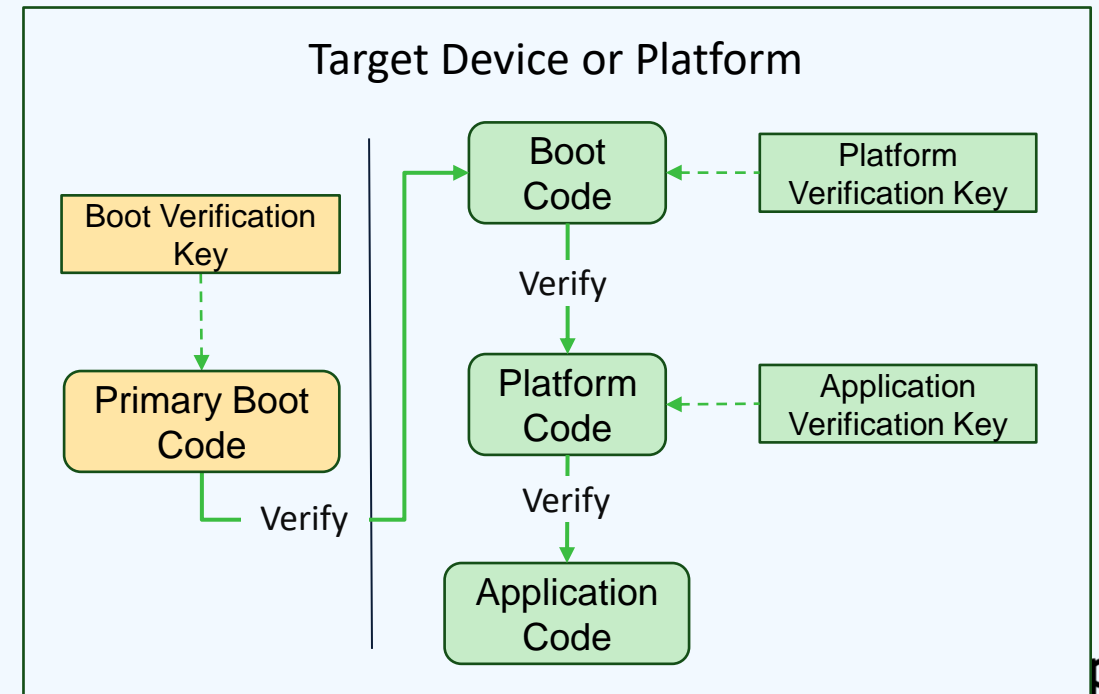 Target Device or Platform
Boot
Code
Platform
Verification Key
Boot Verification
Key
Verify
Primary Boot
Code
Platform
Code
Application
Verification Key
Verify
Verify
Application
Code